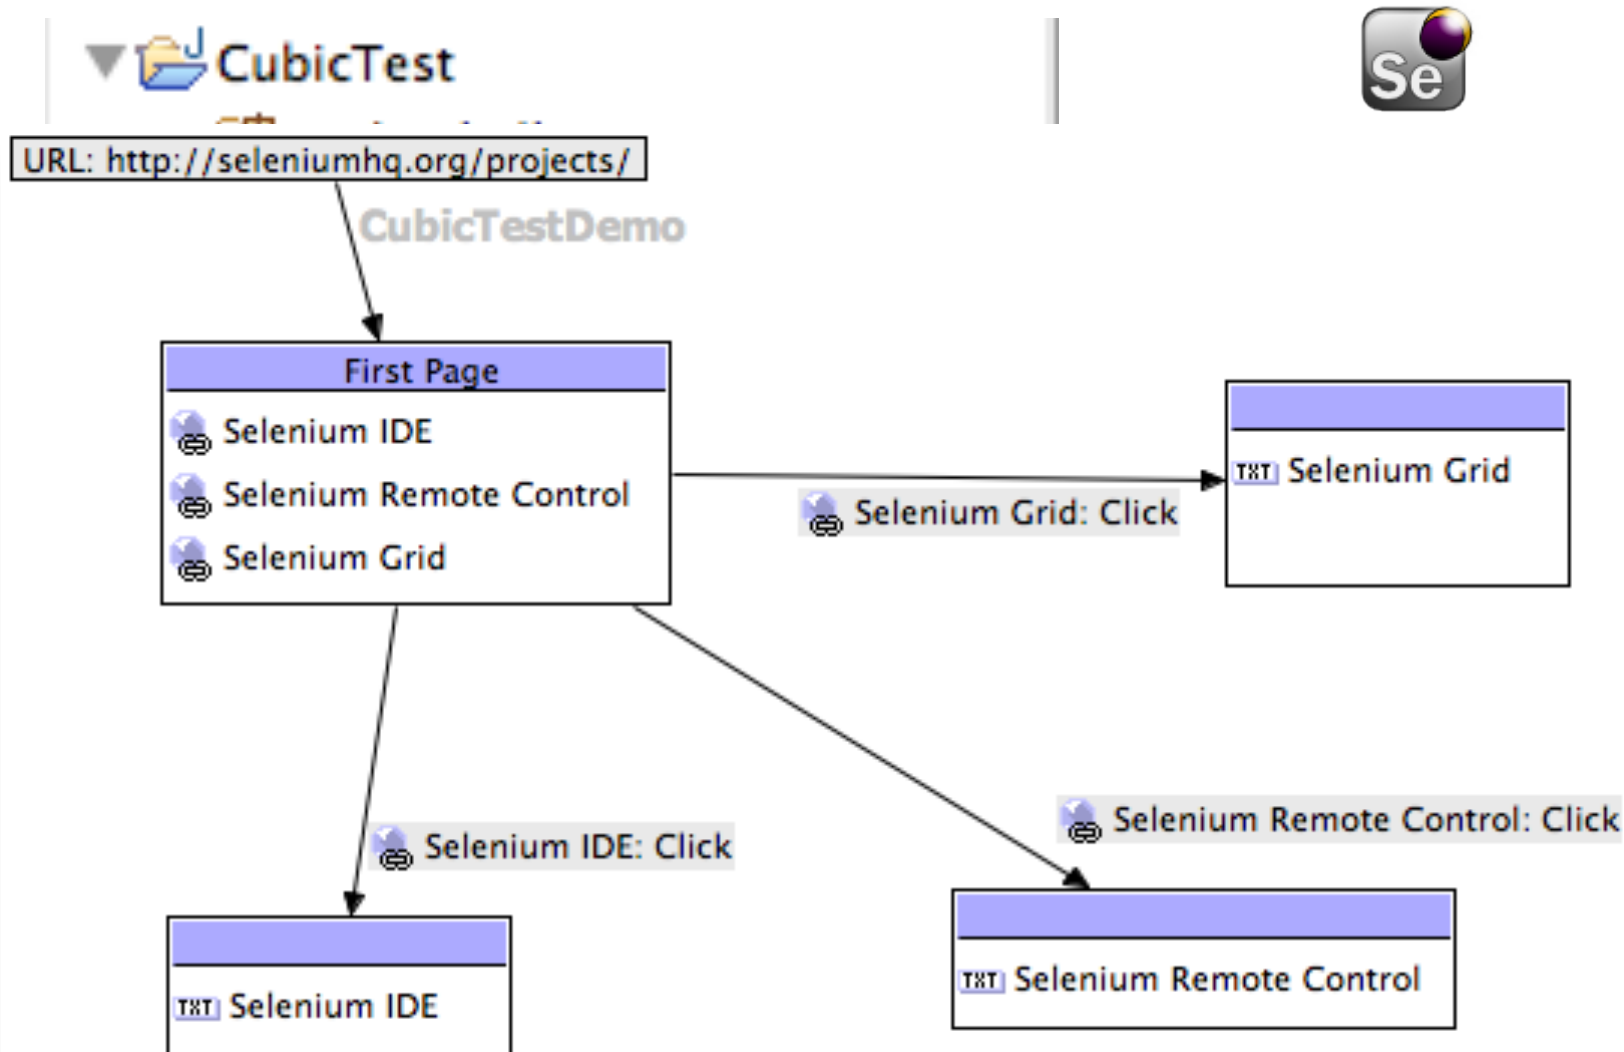 CubicTest
Se
URL: http://seleniumhq.org/projects/
CubicTestDemo
First Page
Selenium IDE
Selenium Remote Control
Selenium Grid
TXT Selenium Grid
Selenium Grid: Click
Selenium Remote Control: Click
Selenium IDE: Click
TXT Selenium Remote Control
TXT Selenium IDE